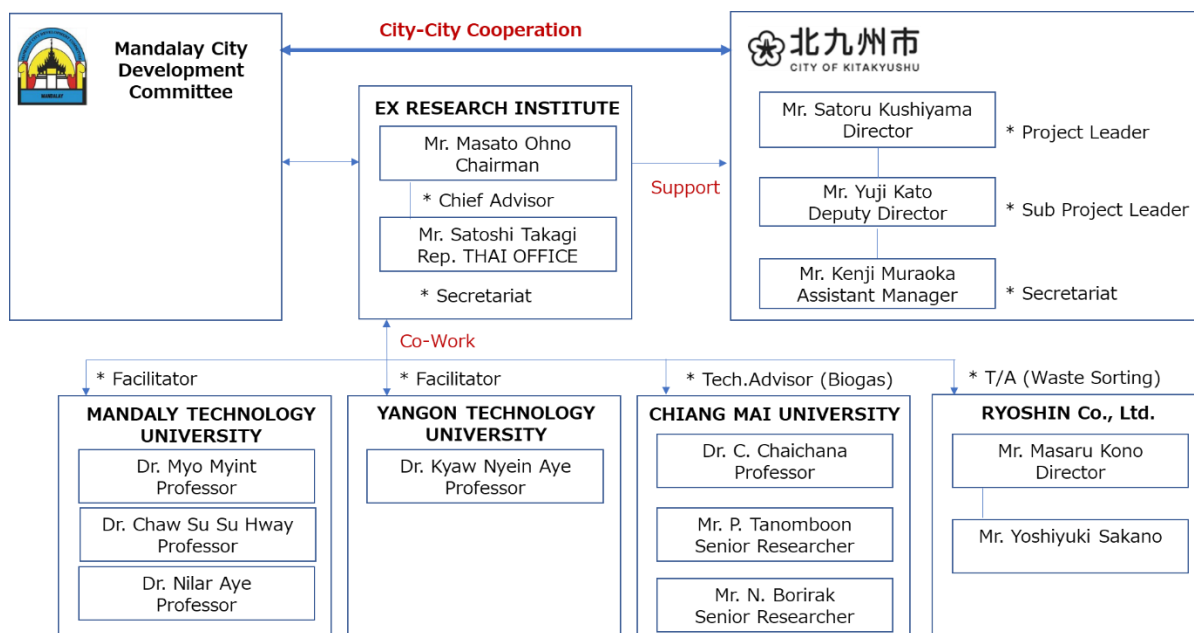 City-City Cooperation
Mandalay City
Development
Committee
MANDALAY
北九州市
CITY OF KITAKYUSHU
EX RESEARCH INSTITUTE
Mr. Masato Ohno
Chairman
* Chief Advisor
Mr. Satoshi Takagi
Rep. THAI OFFICE
* Secretariat
Support
Mr. Satoru Kushiyama
Director
* Project Leader
Mr. Yuji Kato
Deputy Director
* Sub Project Leader
Mr. Kenji Muraoka
Assistant Manager
* Secretariat
Co-Work
* Facilitator
MANDALY TECHNOLOGY
UNIVERSITY
Dr. Myo Myint
Professor
Dr. Chaw Su Su Hway
Professor
Dr. Nilar Aye
Professor
* Facilitator
YANGON TECHNOLOGY
UNIVERSITY
Dr. Kyaw Nyein Aye
Professor
* Tech.Advisor (Biogas)
CHIANG MAI UNIVERSITY
Dr. C. Chaichana
Professor
Mr. P. Tanomboon
Senior Researcher
Mr. N. Borirak
Senior Researcher
* T/A (Waste Sorting)
RYOSHIN Co., Ltd.
Mr. Masaru Kono
Director
Mr. Yoshiyuki Sakano